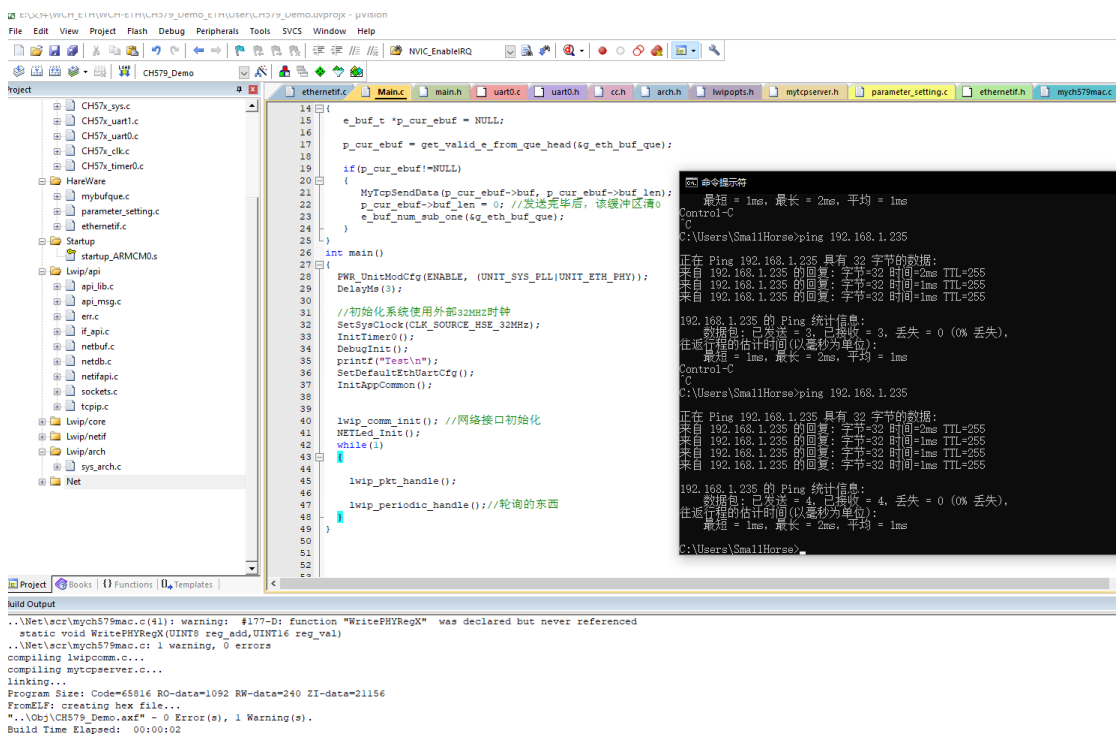 E:\文件\WCH_ETH\WCH-ETH\CH579_Demo_ETH\User\CH579_Demo.uvprojx - µVision
File Edit View Project Flash Debug Peripherals Tools SVCS Window Help
NVIC_EnableIRQ
CH579_Demo
Project
CH57x_sys.c
CH57x_uart1.c
CH57x_uart0.c
CH57x_clk.c
CH57x_timer0.c
HareWare
mybufque.c
parameter_setting.c
ethernetif.c
Startup
startup_ARMCM0.s
Lwip/api
api_lib.c
api_msg.c
err.c
if_api.c
netbuf.c
netdb.c
netifapi.c
sockets.c
tcpip.c
Lwip/core
Lwip/netif
Lwip/arch
sys_arch.c
Net
Project Books {} Functions Templates
ethernetif.c Main.c main.h uart0.c uart0.h cc.h arch.h lwipopts.h mytcpserver.h parameter_setting.c ethernetif.h mych579mac.c
14 {
15 e_buf_t *p_cur_ebuf = NULL;
16
17 p_cur_ebuf = get_valid_e_from_que_head(&g_eth_buf_que);
18
19 if(p_cur_ebuf!=NULL)
20 {
21 MyTcpSendData(p_cur_ebuf->buf, p_cur_ebuf->buf_len);
22 p_cur_ebuf->buf_len = 0; //发送完毕后，该缓冲区清0
23 e_buf_num_sub_one(&g_eth_buf_que);
24 }
25 }
26 int main()
27 {
28 PWR_UnitModCfg(ENABLE, (UNIT_SYS_PLL|UNIT_ETH_PHY));
29 DelayMs(3);
30
31 //初始化系统使用外部32MHZ时钟
32 SetSysClock(CLK_SOURCE_HSE_32MHz);
33 InitTimer0();
34 DebugInit();
35 printf("Test\n");
36 SetDefaultEthUartCfg();
37 InitAppCommon();
38
39
40 lwip_comm_init(); //网络接口初始化
41 NETLed_Init();
42 while(1)
43 {
44
45 lwip_pkt_handle();
46
47 lwip_periodic_handle();//轮询的东西
48 }
49 }
50
51
52
命令提示符
最短 = 1ms，最长 = 2ms，平均 = 1ms
Control-C
^C
C:\Users\SmallHorse>ping 192.168.1.235
正在 Ping 192.168.1.235 具有 32 字节的数据:
来自 192.168.1.235 的回复: 字节=32 时间=2ms TTL=255
来自 192.168.1.235 的回复: 字节=32 时间=1ms TTL=255
来自 192.168.1.235 的回复: 字节=32 时间=1ms TTL=255
192.168.1.235 的 Ping 统计信息:
数据包: 已发送 = 3，已接收 = 3，丢失 = 0 (0% 丢失)，
往返行程的估计时间(以毫秒为单位):
最短 = 1ms，最长 = 2ms，平均 = 1ms
Control-C
^C
C:\Users\SmallHorse>ping 192.168.1.235
正在 Ping 192.168.1.235 具有 32 字节的数据:
来自 192.168.1.235 的回复: 字节=32 时间=2ms TTL=255
来自 192.168.1.235 的回复: 字节=32 时间=1ms TTL=255
来自 192.168.1.235 的回复: 字节=32 时间=1ms TTL=255
来自 192.168.1.235 的回复: 字节=32 时间=1ms TTL=255
192.168.1.235 的 Ping 统计信息:
数据包: 已发送 = 4，已接收 = 4，丢失 = 0 (0% 丢失)，
往返行程的估计时间(以毫秒为单位):
最短 = 1ms，最长 = 2ms，平均 = 1ms
C:\Users\SmallHorse>
Build Output
..\Net\scr\mych579mac.c(41): warning: #177-D: function "WritePHYRegX" was declared but never referenced
static void WritePHYRegX(UINT8 reg_add,UINT16 reg_val)
..\Net\scr\mych579mac.c: 1 warning, 0 errors
compiling lwipcomm.c...
compiling mytcpserver.c...
linking...
Program Size: Code=65816 RO-data=1092 RW-data=240 ZI-data=21156
FromELF: creating hex file...
"..\Obj\CH579_Demo.axf" - 0 Error(s), 1 Warning(s).
Build Time Elapsed: 00:00:02